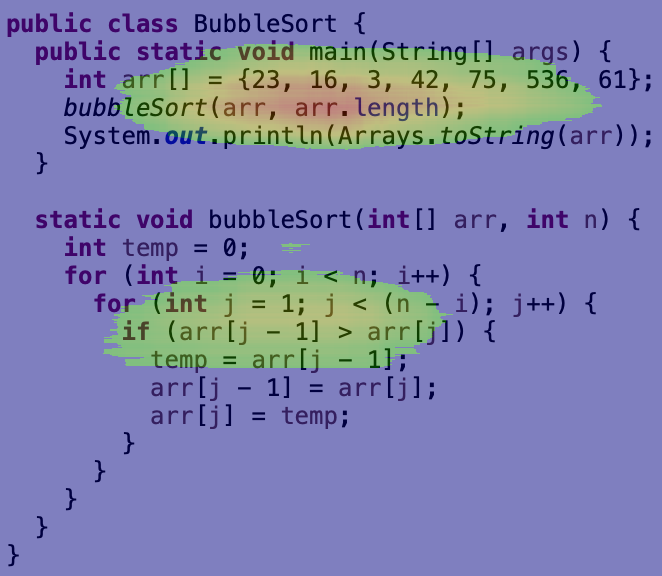 public class BubbleSort {
  public static void main(String[] args) {
    int arr[] = {23, 16, 3, 42, 75, 536, 61};
    bubbleSort(arr, arr.length);
    System.out.println(Arrays.toString(arr));
  }
  static void bubbleSort(int[] arr, int n) {
    int temp = 0;
    for (int i = 0; i < n; i++) {
      for (int j = 1; j < (n - i); j++) {
        if (arr[j - 1] > arr[j]) {
          temp = arr[j - 1];
          arr[j - 1] = arr[j];
          arr[j] = temp;
        }
      }
    }
  }
}